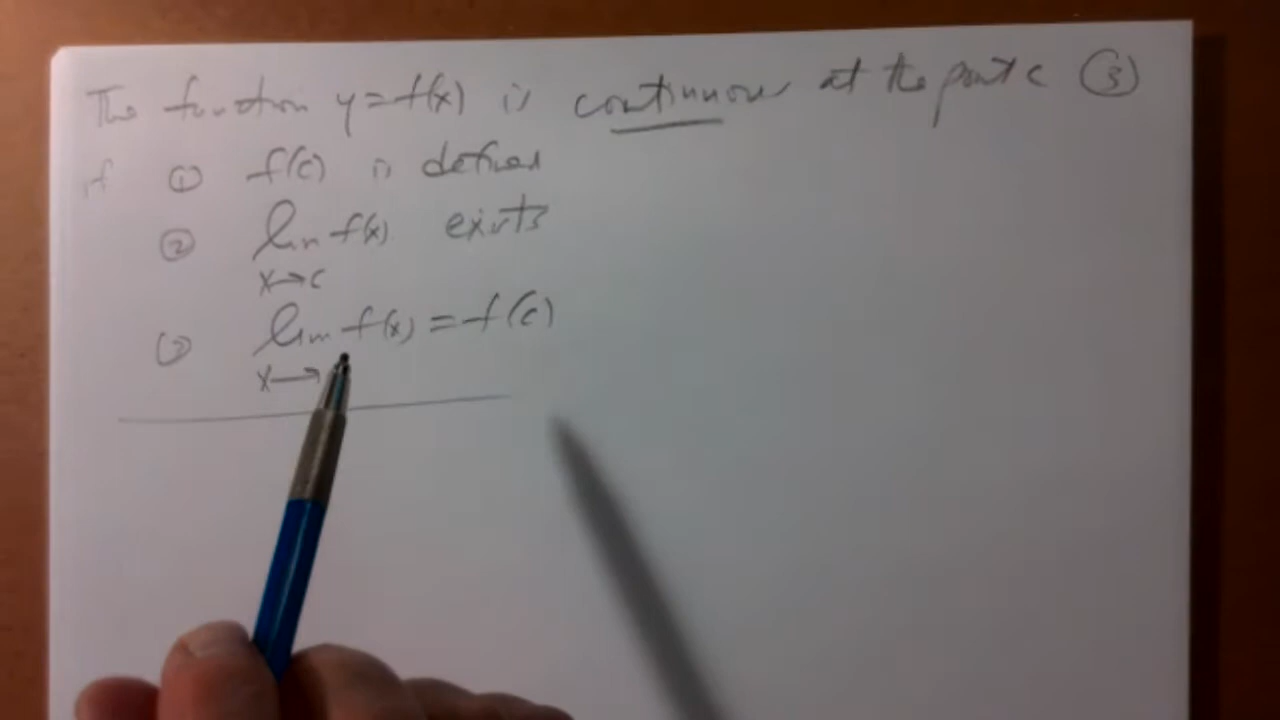 The function y=f(x) is continuous at the point c ③
if ① f(c) is defined
② lim f(x) exists
x→c
③ lim f(x) = f(c)
x→